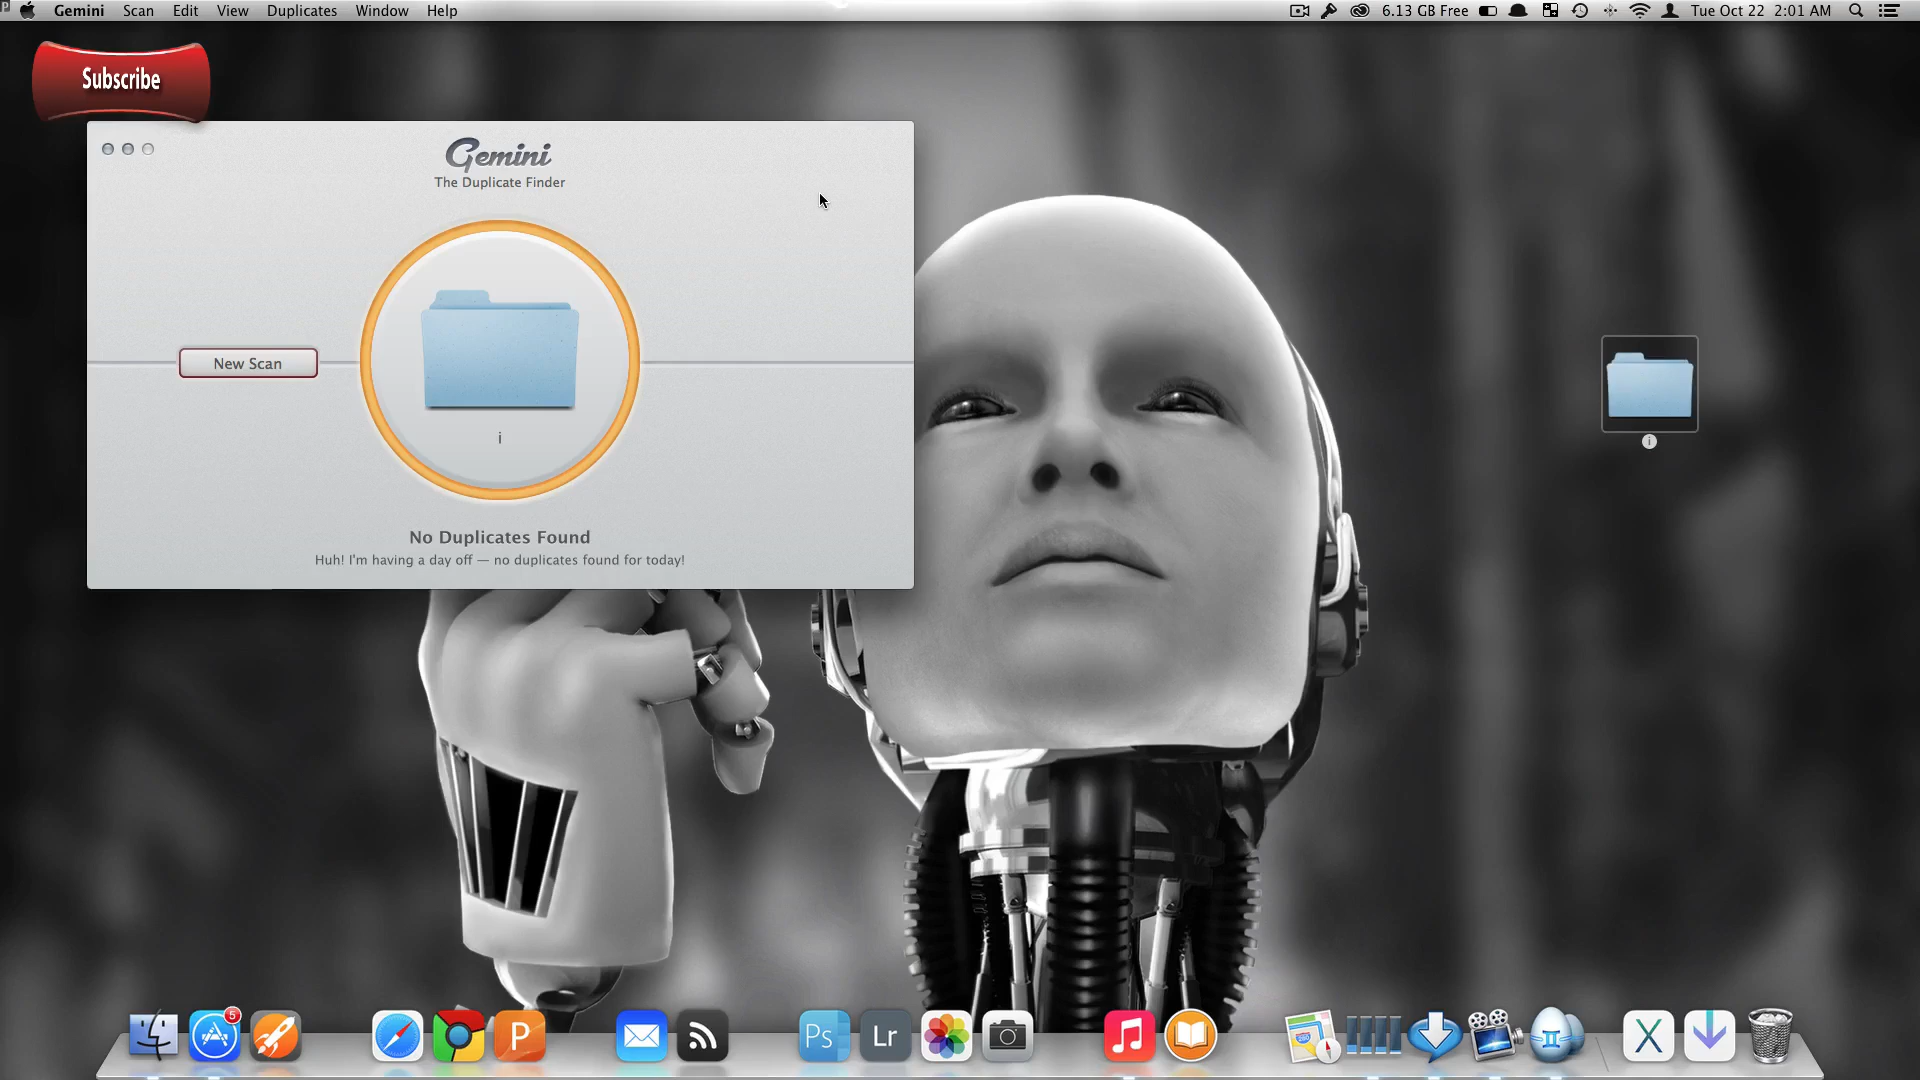 Gemini Scan Edit View Duplicates Window Help 6.13 GB Free Tue Oct 22 2:01 AM
Subscribe
Gemini
The Duplicate Finder
New Scan
i
No Duplicates Found
Huh! I'm having a day off — no duplicates found for today!
i
5
P
Ps
Lr
280
X